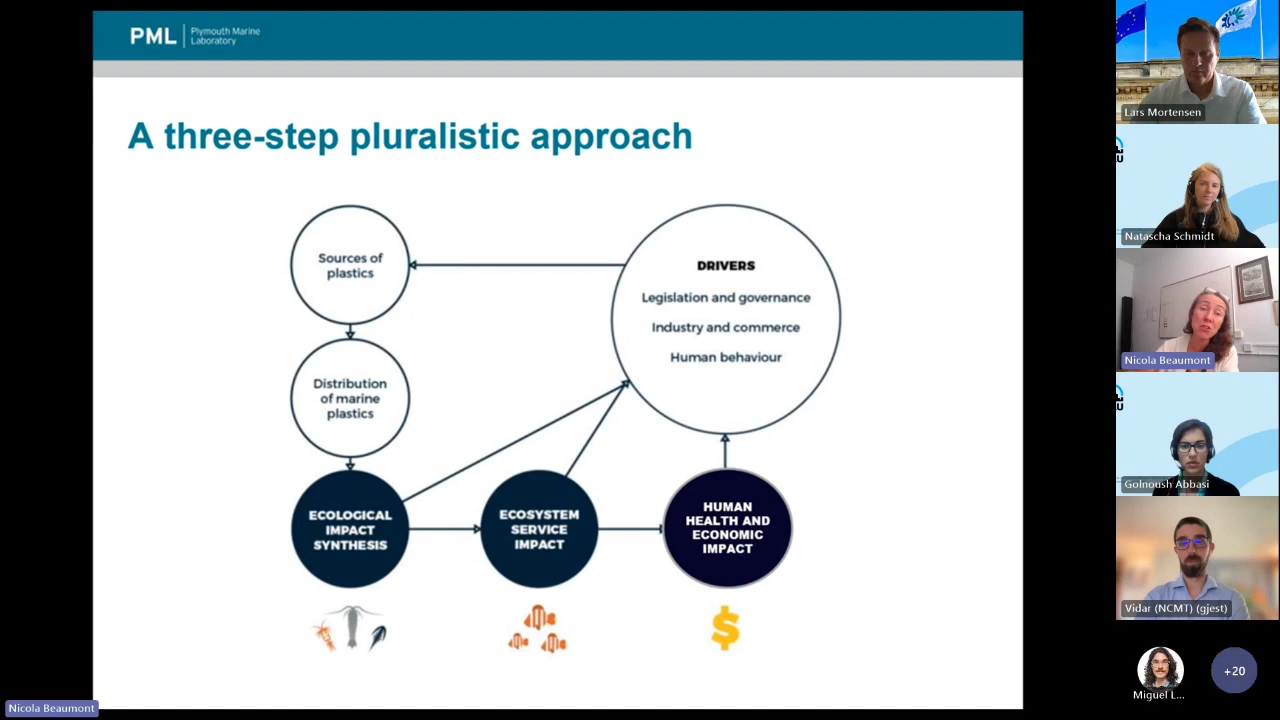 PML
Plymouth Marine
Laboratory
A three-step pluralistic approach
Sources of
plastics
DRIVERS
Legislation and governance
Industry and commerce
Human behaviour
Distribution
of marine
plastics
ECOLOGICAL
IMPACT
SYNTHESIS
ECOSYSTEM
SERVICE
IMPACT
HUMAN
HEALTH AND
ECONOMIC
IMPACT
$
Nicola Beaumont
Lars Mortensen
Natascha Schmidt
Nicola Beaumont
Golnoush Abbasi
Vidar (NCMT) (gjest)
Miguel L...
+20